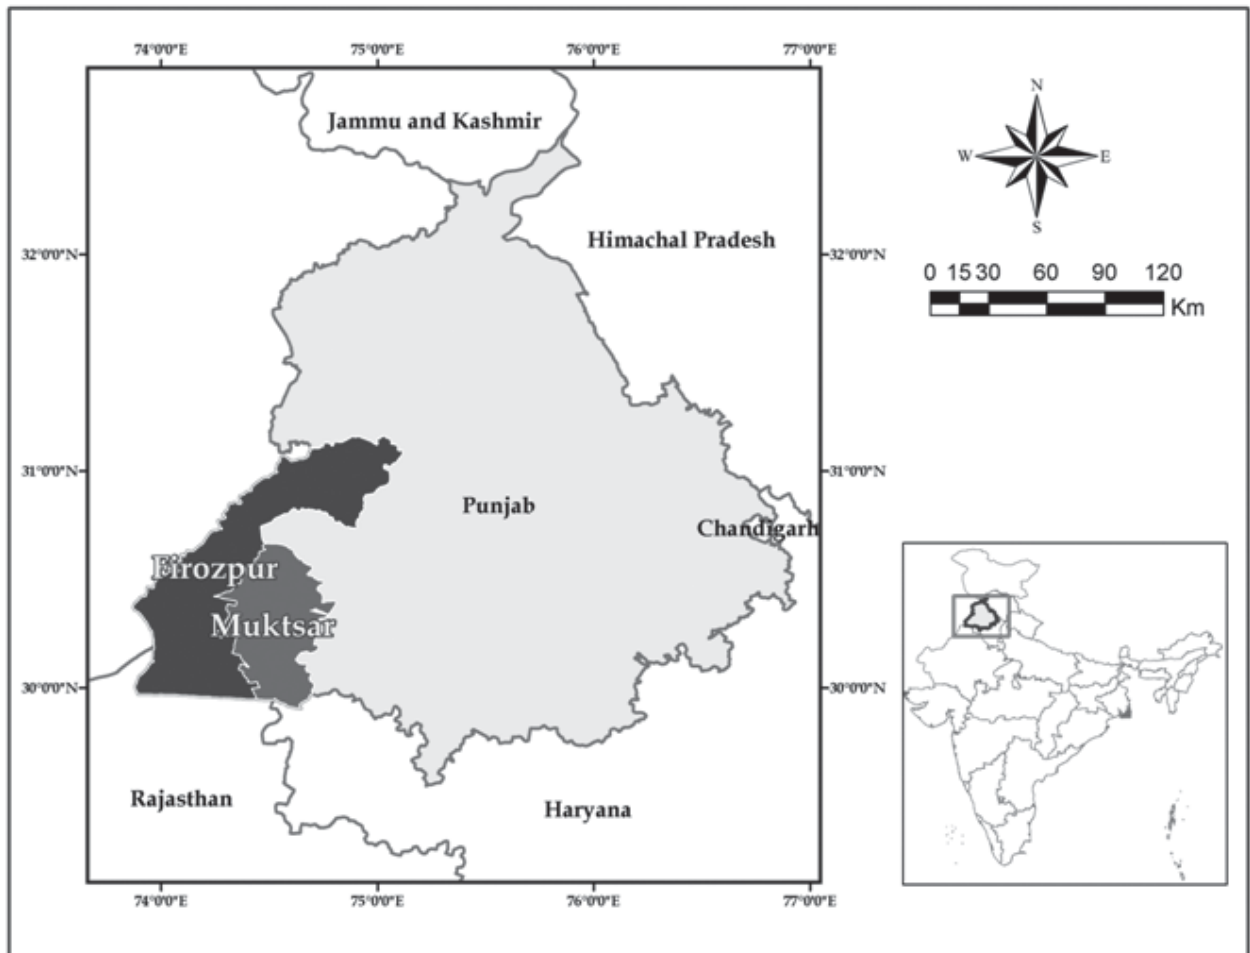 74°0'0"E 75°0'0"E 76°0'0"E 77°0'0"E
Jammu and Kashmir
N
W E
S
32°0'0"N Himachal Pradesh 32°0'0"N
0 15 30 60 90 120
Km
31°0'0"N 31°0'0"N
Punjab
Chandigarh
Firozpur
Muktsar
30°0'0"N 30°0'0"N
Rajasthan
Haryana
74°0'0"E 75°0'0"E 76°0'0"E 77°0'0"E